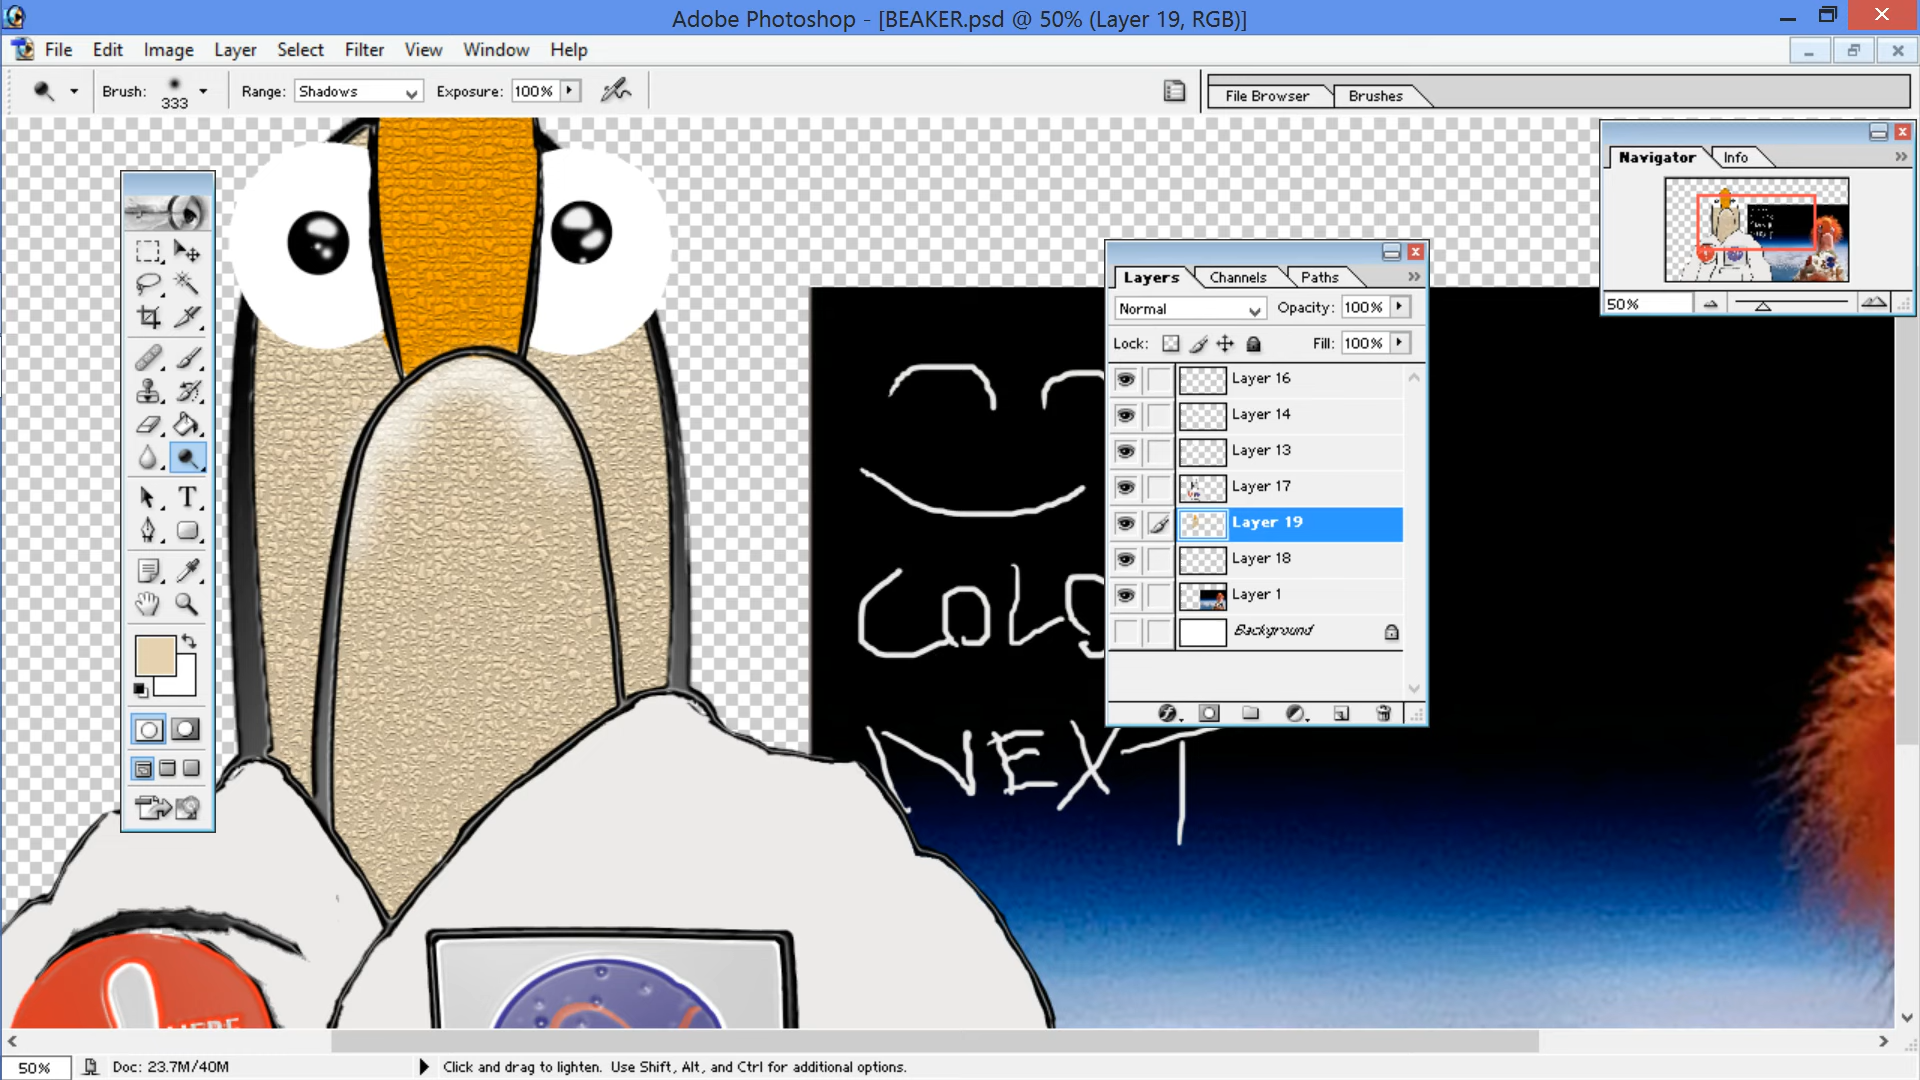 Adobe Photoshop - [BEAKER.psd @ 50% (Layer 19, RGB)]
File Edit Image Layer Select Filter View Window Help
Brush: 333 Range: Shadows Exposure: 100% File Browser Brushes
Navigator Info
50%
Layers Channels Paths
Normal Opacity: 100%
Lock: Fill: 100%
Layer 16
Layer 14
Layer 13
Layer 17
Layer 19
Layer 18
Layer 1
Background
T
COLO
NEXT
HERE
50% Doc: 23.7M/40M Click and drag to lighten. Use Shift, Alt, and Ctrl for additional options.